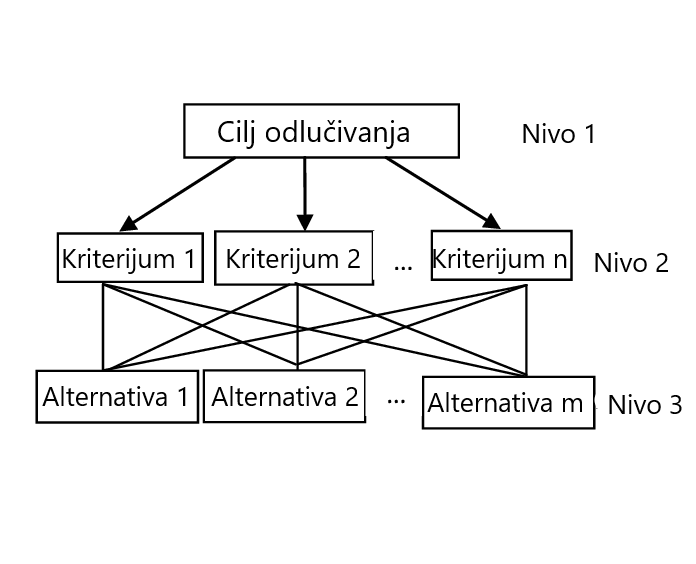 Cilj odlučivanja
Nivo 1
Kriterijum 1
Kriterijum 2
...
Kriterijum n
Nivo 2
Alternativa 1
Alternativa 2
...
Alternativa m
Nivo 3